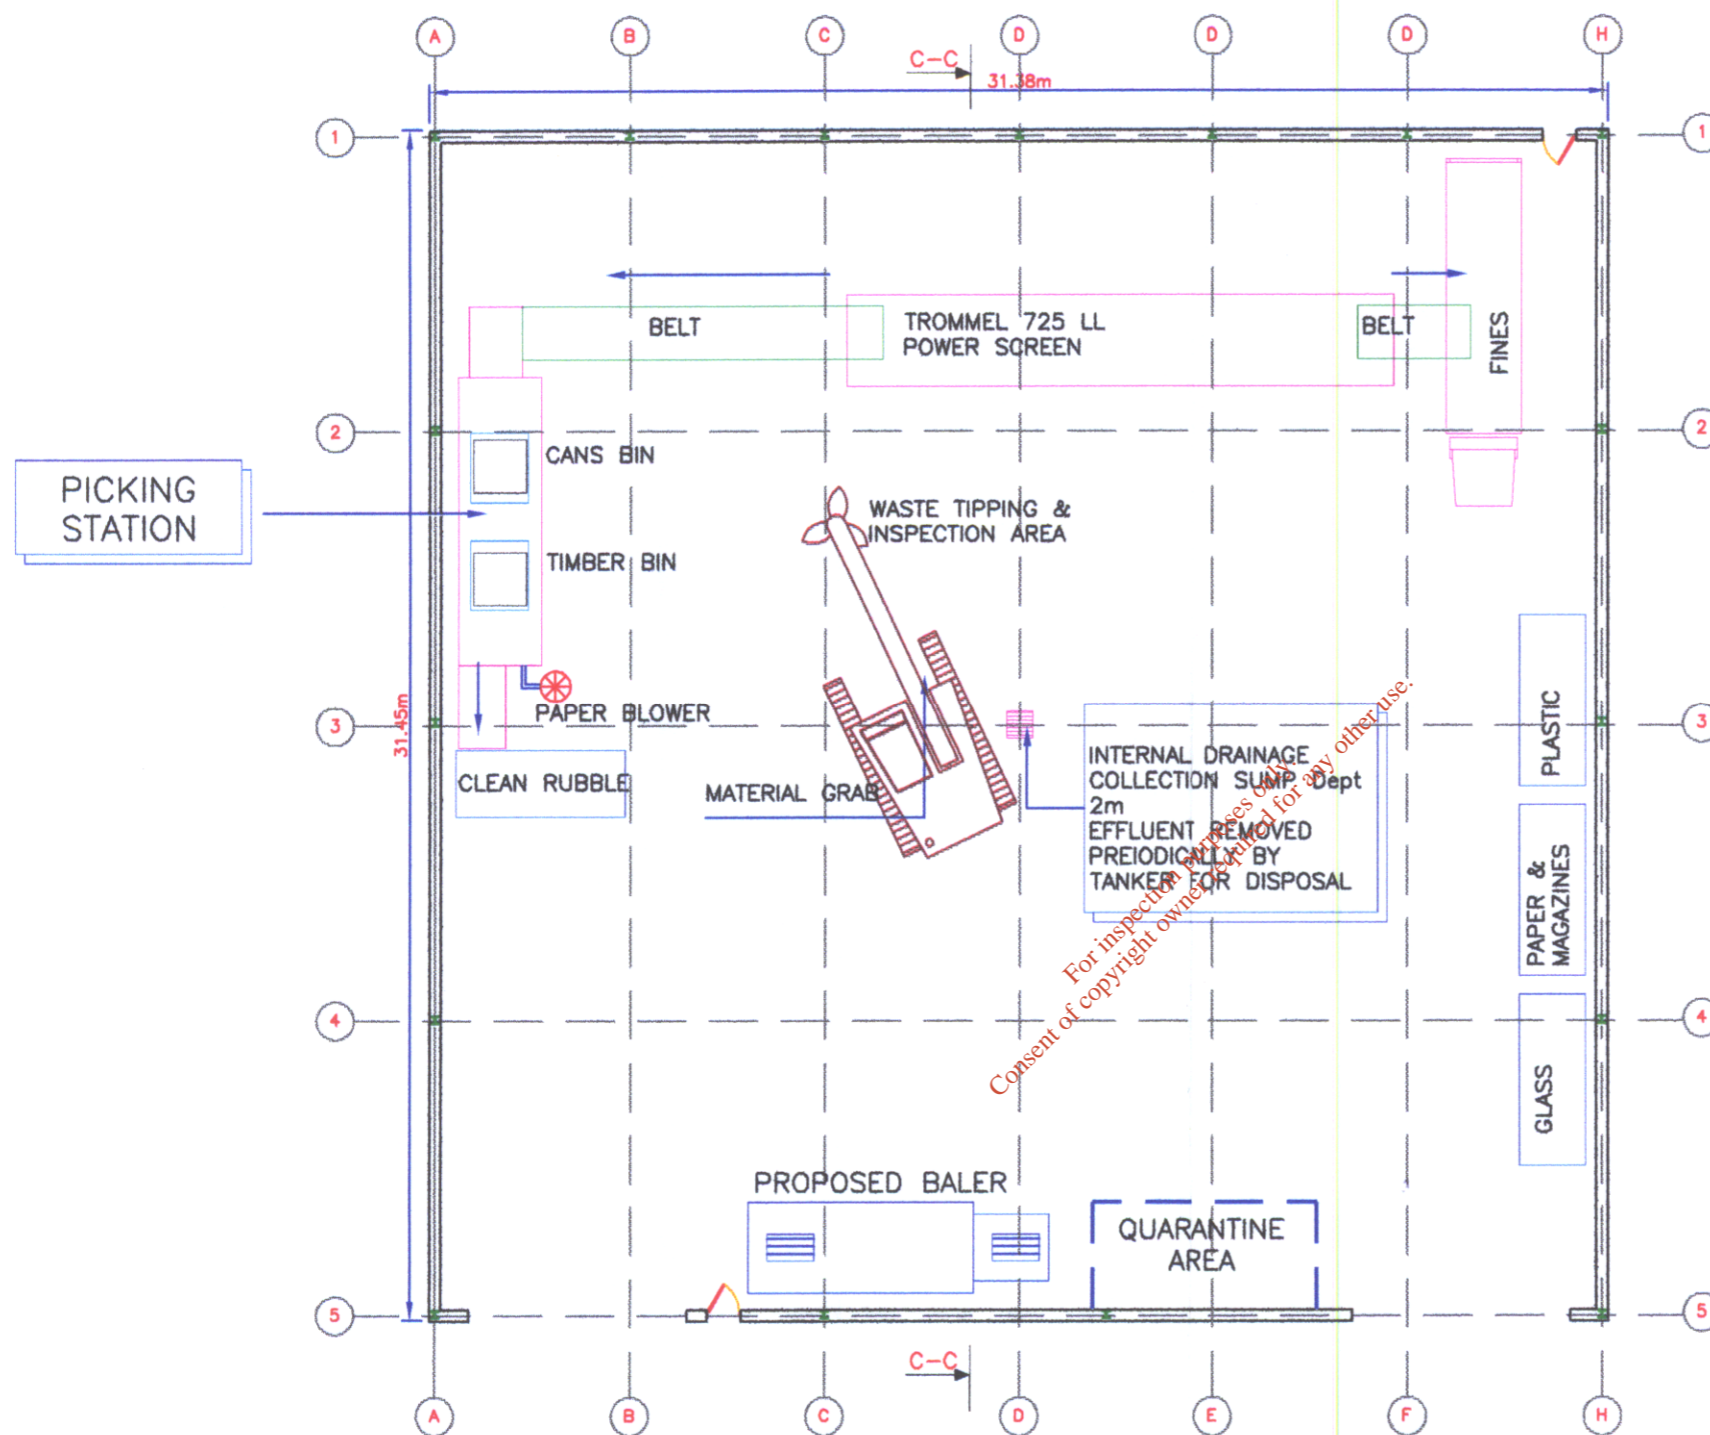 A B C D D D H
C-C
31.38m
1 1
BELT
TROMMEL 725 LL
POWER SCREEN
BELT
FINES
2 2
CANS BIN
PICKING
STATION
WASTE TIPPING &
INSPECTION AREA
TIMBER BIN
PLASTIC
31.45m
PAPER BLOWER
3 3
CLEAN RUBBLE
MATERIAL GRAB
INTERNAL DRAINAGE
COLLECTION SUMP Dept
2m
EFFLUENT REMOVED
PREIODICALLY BY
TANKER FOR DISPOSAL
PAPER &
MAGAZINES
For inspection purposes only.
Consent of copyright owner required for any other use.
4 4
GLASS
PROPOSED BALER
QUARANTINE
AREA
5 5
C-C
A B C D E F H